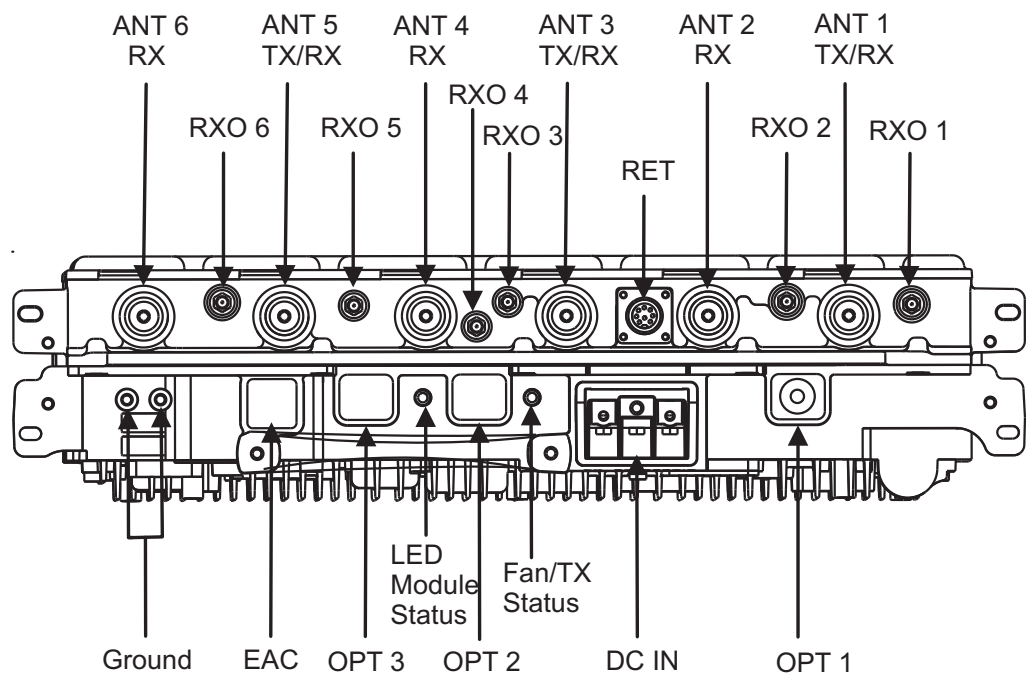 ANT 6
RX
ANT 5
TX/RX
ANT 4
RX
ANT 3
TX/RX
ANT 2
RX
ANT 1
TX/RX
RXO 6
RXO 5
RXO 4
RXO 3
RET
RXO 2
RXO 1
LED
Module
Status
Fan/TX
Status
Ground
EAC
OPT 3
OPT 2
DC IN
OPT 1